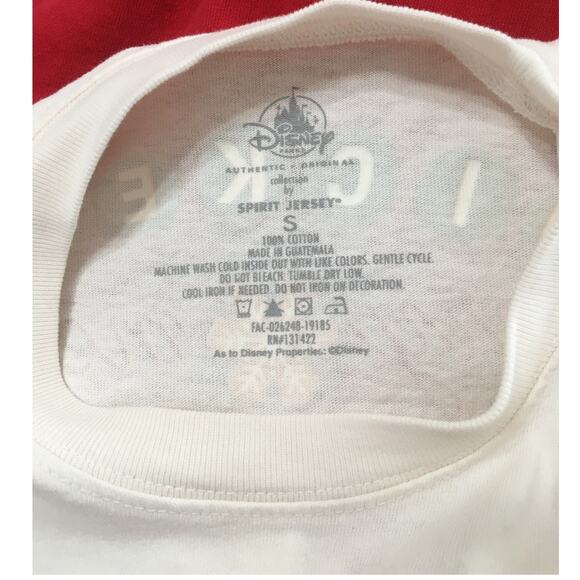 Disney
PARKS
AUTHENTIC • ORIGINAL
collection
by
SPIRIT JERSEY®
S
100% COTTON
MADE IN GUATEMALA
MACHINE WASH COLD INSIDE OUT WITH LIKE COLORS. GENTLE CYCLE.
DO NOT BLEACH. TUMBLE DRY LOW.
COOL IRON IF NEEDED. DO NOT IRON ON DECORATION.
FAC-026248-19185
RN#131422
As to Disney Properties: ©Disney
E K C I